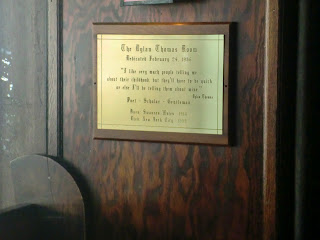 The Dylan Thomas Room
Dedicated February 24, 1986
"I like very much people telling me
about their childhood, but they'll have to be quick
or else I'll be telling them about mine."
- Dylan Thomas
Poet - Scholar - Gentleman
Born, Swansea, Wales
Died, New York City